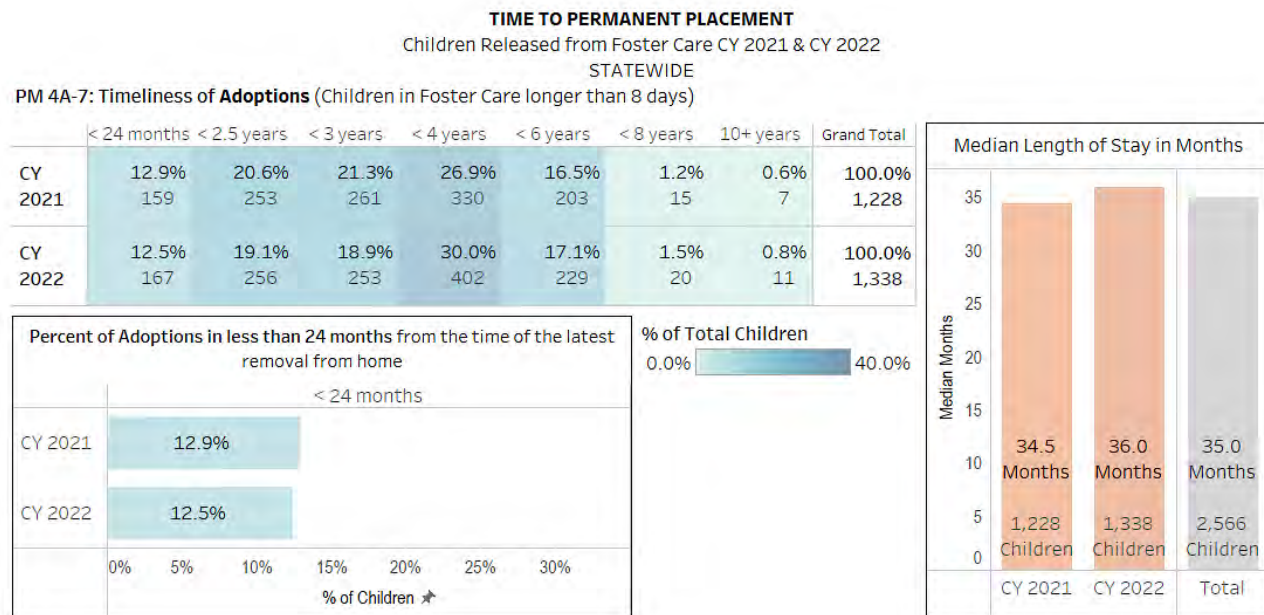 TIME TO PERMANENT PLACEMENT
Children Released from Foster Care CY 2021 & CY 2022
STATEWIDE
PM 4A-7: Timeliness of Adoptions (Children in Foster Care longer than 8 days)
< 24 months < 2.5 years < 3 years < 4 years < 6 years < 8 years 10+ years Grand Total
CY 12.9% 20.6% 21.3% 26.9% 16.5% 1.2% 0.6% 100.0%
2021 159 253 261 330 203 15 7 1,228
CY 12.5% 19.1% 18.9% 30.0% 17.1% 1.5% 0.8% 100.0%
2022 167 256 253 402 229 20 11 1,338
Percent of Adoptions in less than 24 months from the time of the latest
removal from home
< 24 months
CY 2021 12.9%
CY 2022 12.5%
0% 5% 10% 15% 20% 25% 30%
% of Children
% of Total Children
0.0% 40.0%
Median Length of Stay in Months
Median Months
35
30
25
20
15
10
5
0
34.5 36.0 35.0
Months Months Months
1,228 1,338 2,566
Children Children Children
CY 2021 CY 2022 Total